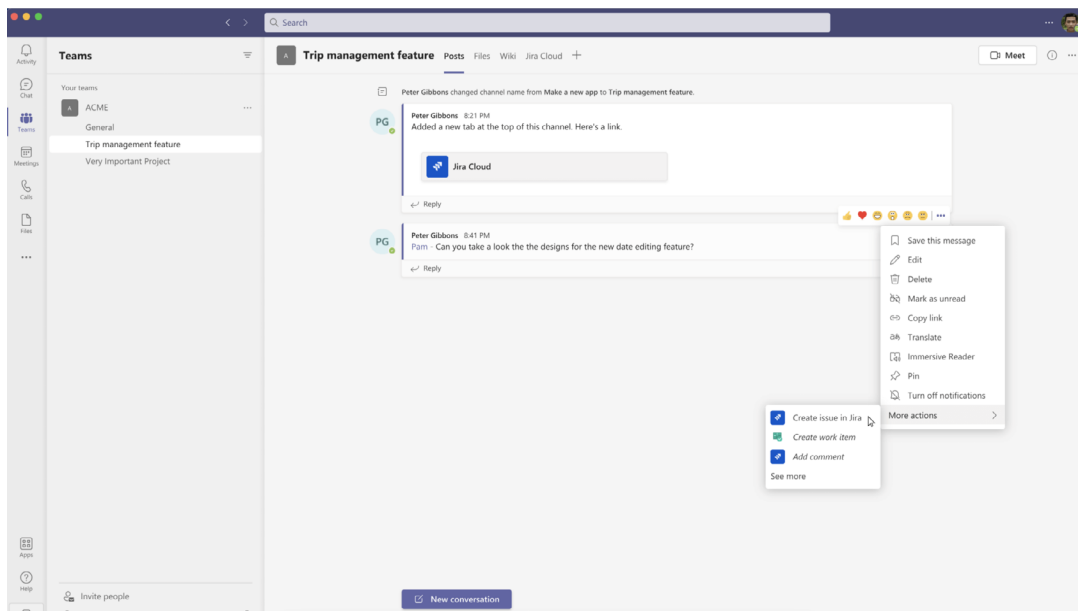 Search
Activity
Chat
Teams
Meetings
Calls
Files
Apps
Help
Teams
Your teams
A
ACME
General
Trip management feature
Very Important Project
Invite people
A
Trip management feature
Posts
Files
Wiki
Jira Cloud
Meet
Peter Gibbons changed channel name from Make a new app to Trip management feature.
PG
Peter Gibbons 8:21 PM
Added a new tab at the top of this channel. Here's a link.
Jira Cloud
Reply
PG
Peter Gibbons 8:41 PM
Pam - Can you take a look the the designs for the new date editing feature?
Reply
Save this message
Edit
Delete
Mark as unread
Copy link
Translate
Immersive Reader
Pin
Turn off notifications
More actions
Create issue in Jira
Create work item
Add comment
See more
New conversation